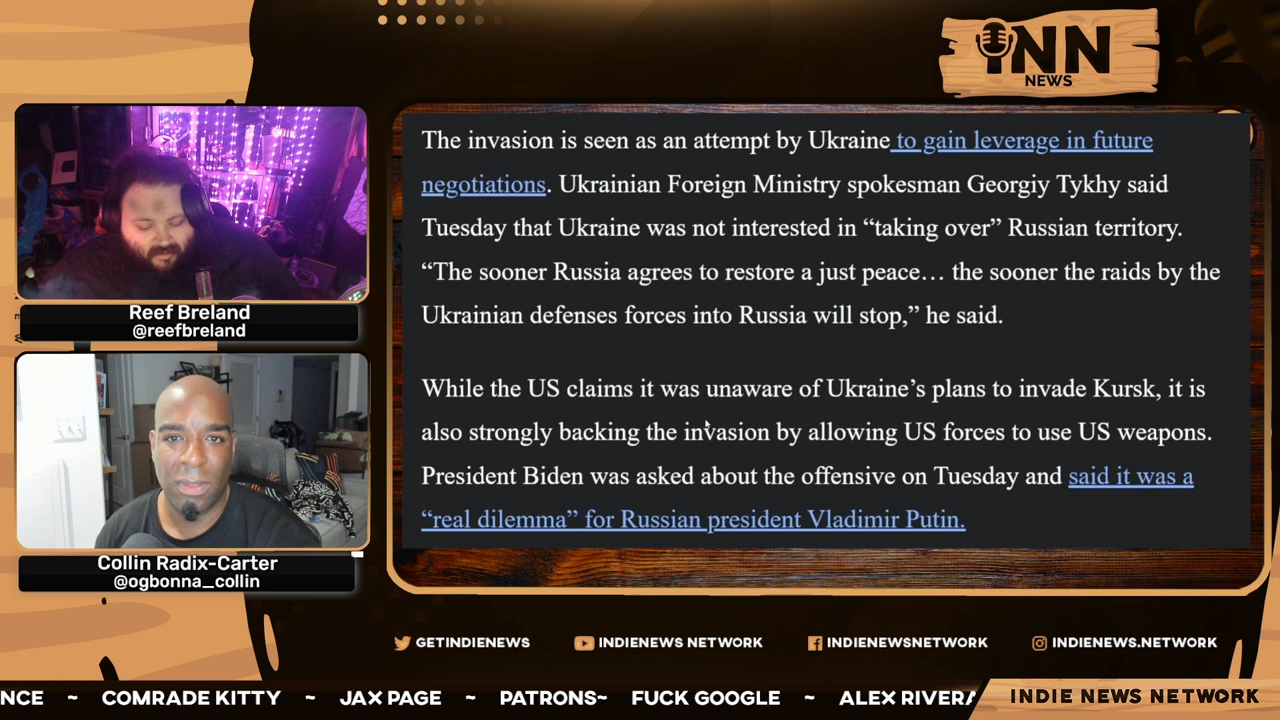 iNN
NEWS
The invasion is seen as an attempt by Ukraine to gain leverage in future
negotiations. Ukrainian Foreign Ministry spokesman Georgiy Tykhy said
Tuesday that Ukraine was not interested in “taking over” Russian territory.
“The sooner Russia agrees to restore a just peace… the sooner the raids by the
Ukrainian defenses forces into Russia will stop,” he said.
While the US claims it was unaware of Ukraine’s plans to invade Kursk, it is
also strongly backing the invasion by allowing US forces to use US weapons.
President Biden was asked about the offensive on Tuesday and said it was a
“real dilemma” for Russian president Vladimir Putin.
Reef Breland
@reefbreland
Collin Radix-Carter
@ogbonna_collin
GETINDIENEWS
INDIENEWS NETWORK
INDIENEWSNETWORK
INDIENEWS.NETWORK
NCE ~ COMRADE KITTY ~ JAX PAGE ~ PATRONS~ FUCK GOOGLE ~ ALEX RIVERA
INDIE NEWS NETWORK